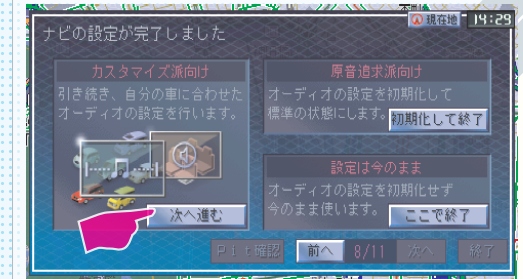 現在地 14:29
ナビの設定が完了しました
カスタマイズ派向け
引き続き、自分の車に合わせた
オーディオの設定を行います。
次へ進む
原音追求派向け
オーディオの設定を初期化して
標準の状態にします。
初期化して終了
設定は今のまま
オーディオの設定を初期化せず
今のまま使います。
ここで終了
Pit確認 前へ 8/11 次へ 終了